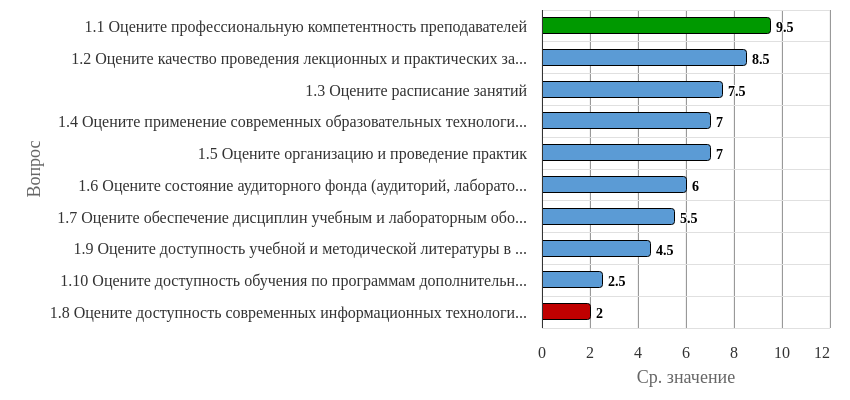 1.1 Оцените профессиональную компетентность преподавателей 9.5
1.2 Оцените качество проведения лекционных и практических за... 8.5
1.3 Оцените расписание занятий 7.5
1.4 Оцените применение современных образовательных технологи... 7
1.5 Оцените организацию и проведение практик 7
1.6 Оцените состояние аудиторного фонда (аудиторий, лаборато... 6
1.7 Оцените обеспечение дисциплин учебным и лабораторным обо... 5.5
1.9 Оцените доступность учебной и методической литературы в ... 4.5
1.10 Оцените доступность обучения по программам дополнительн... 2.5
1.8 Оцените доступность современных информационных технологи... 2
Вопрос
0 2 4 6 8 10 12
Ср. значение